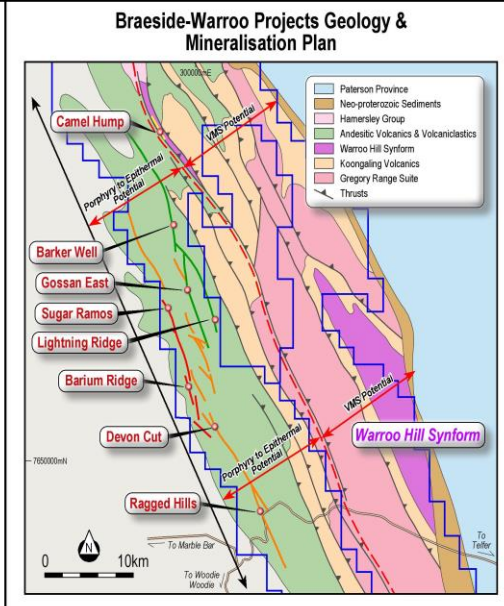 Braeside-Warroo Projects Geology &
Mineralisation Plan
300000mE
Paterson Province
Neo-proterozoic Sediments
Hamersley Group
Andesitic Volcanics & Volcaniclastics
Warroo Hill Synform
Koongaling Volcanics
Gregory Range Suite
Thrusts
Camel Hump
VMS Potential
Porphyry to Epithermal
Potential
Barker Well
Gossan East
Sugar Ramos
Lightning Ridge
Barium Ridge
VMS Potential
Warroo Hill Synform
Devon Cut
Porphyry to Epithermal
Potential
7650000mN
Ragged Hills
N
0 10km
To Marble Bar
To Woodie
Woodie
To
Telfer